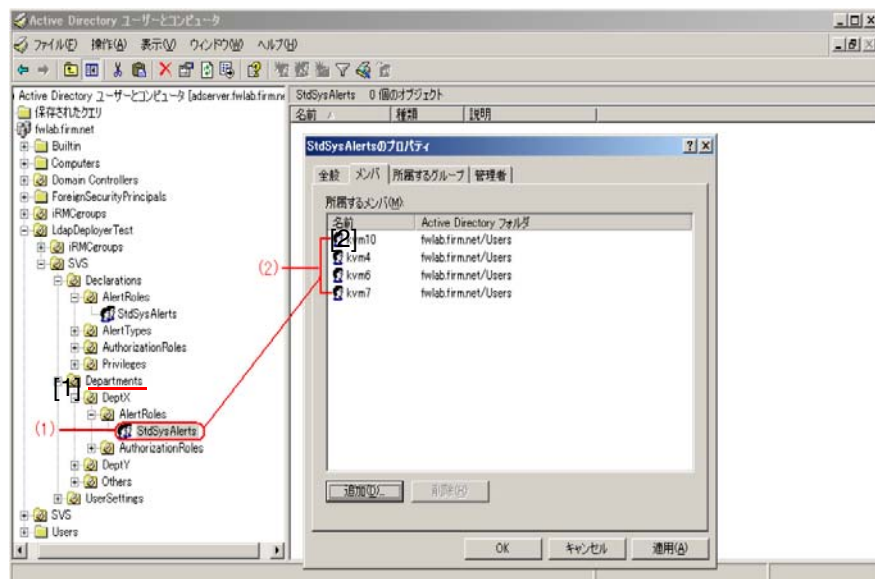 Active Directory ユーザーとコンピュータ
ファイル(F) 操作(A) 表示(V) ウィンドウ(W) ヘルプ(H)
Active Directory ユーザーとコンピュータ [adserver.fwlab.firm.ne
保存されたクエリ
fwlab.firm.net
Builtin
Computers
Domain Controllers
ForeignSecurityPrincipals
iRMCgroups
LdapDeployerTest
iRMCgroups
SVS
Declarations
AlertRoles
StdSysAlerts
AlertTypes
AuthorizationRoles
Privileges
[1] Departments
DeptX
AlertRoles
(1) StdSysAlerts
AuthorizationRoles
DeptY
Others
UserSettings
SVS
Users
StdSysAlerts 0 個のオブジェクト
名前 種類 説明
StdSysAlertsのプロパティ
全般 メンバ 所属するグループ 管理者
所属するメンバ(M):
名前 Active Directory フォルダ
[2] kvm10 fwlab.firm.net/Users
kvm4 fwlab.firm.net/Users
(2) kvm6 fwlab.firm.net/Users
kvm7 fwlab.firm.net/Users
追加(D)... 削除(R)
OK キャンセル 適用(A)